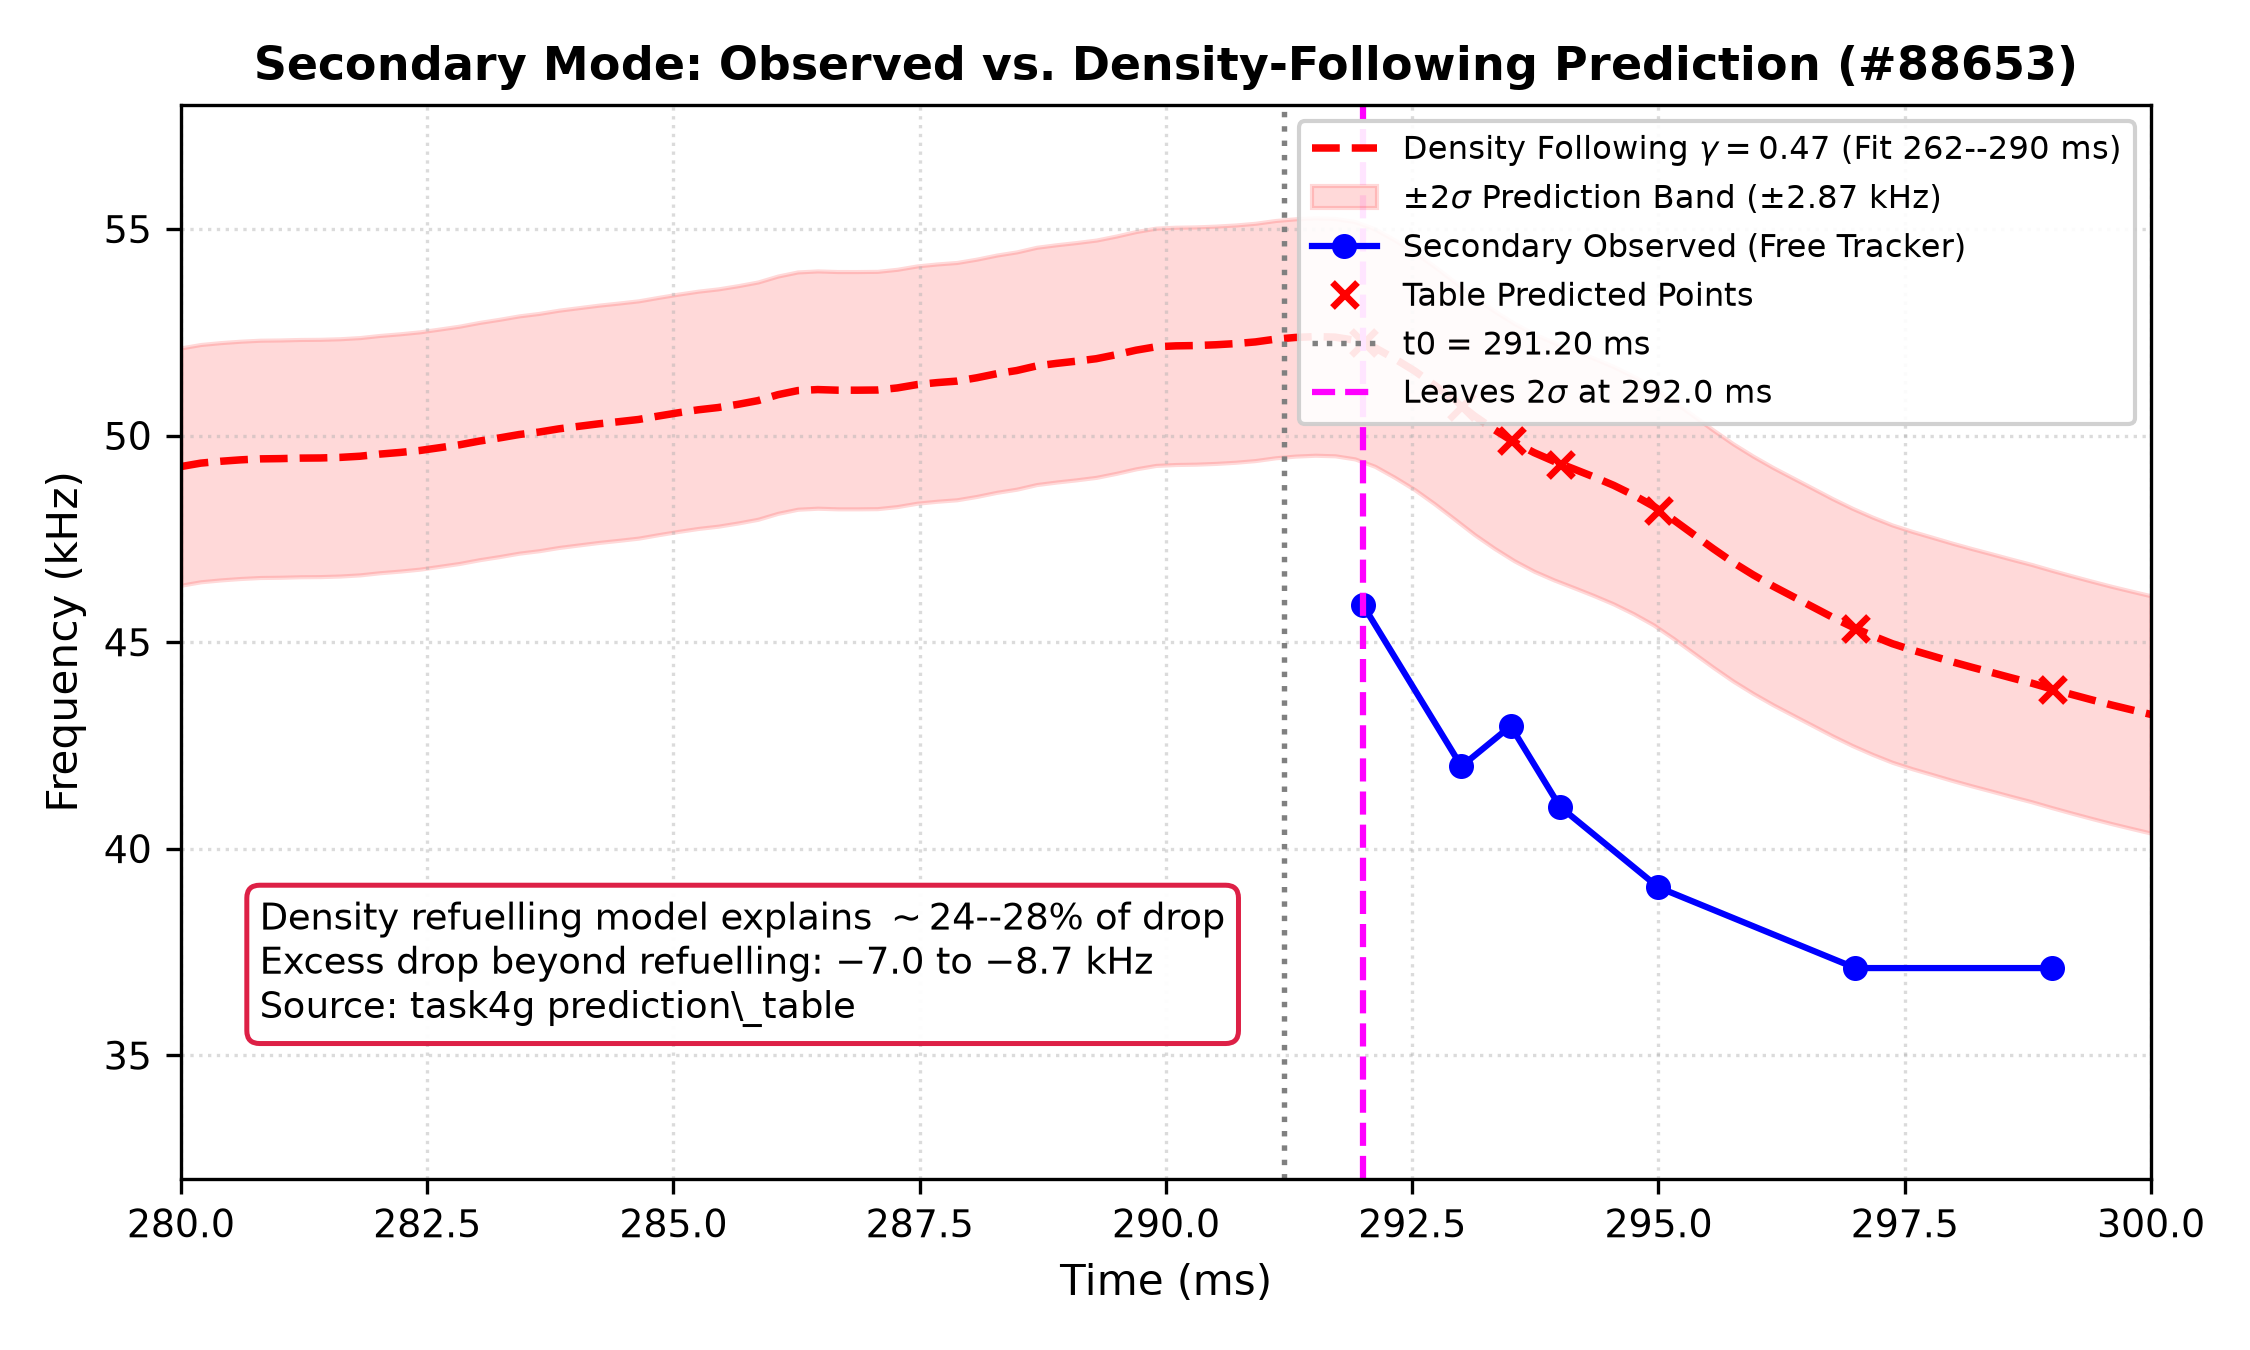 Secondary Mode: Observed vs. Density-Following Prediction (#88653)
Density Following γ = 0.47 (Fit 262--290 ms)
±2σ Prediction Band (±2.87 kHz)
Secondary Observed (Free Tracker)
Table Predicted Points
t0 = 291.20 ms
Leaves 2σ at 292.0 ms
Frequency (kHz)
55
50
45
40
35
Density refuelling model explains ~24--28% of drop
Excess drop beyond refuelling: −7.0 to −8.7 kHz
Source: task4g prediction\_table
280.0 282.5 285.0 287.5 290.0 292.5 295.0 297.5 300.0
Time (ms)